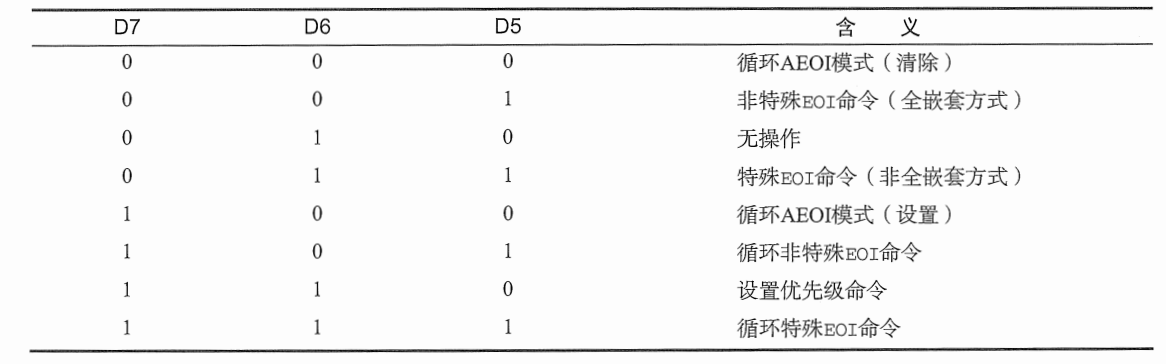 D7 D6 D5 含 义
0 0 0 循环AEOI模式（清除）
0 0 1 非特殊EOI命令（全嵌套方式）
0 1 0 无操作
0 1 1 特殊EOI命令（非全嵌套方式）
1 0 0 循环AEOI模式（设置）
1 0 1 循环非特殊EOI命令
1 1 0 设置优先级命令
1 1 1 循环特殊EOI命令